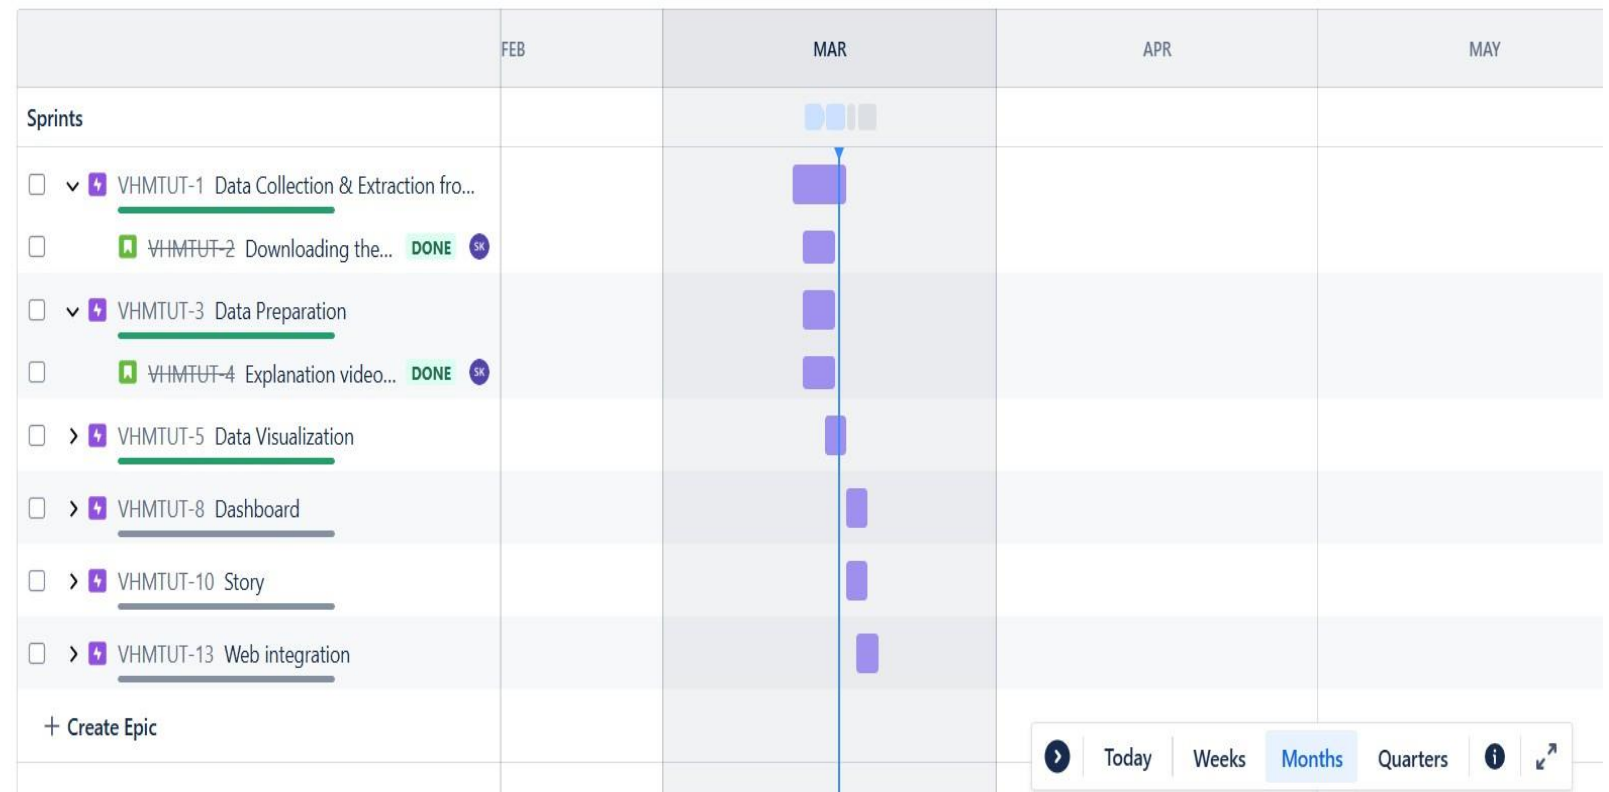 FEB MAR APR MAY
Sprints
VHMTUT-1 Data Collection & Extraction fro...
VHMTUT-2 Downloading the... DONE SK
VHMTUT-3 Data Preparation
VHMTUT-4 Explanation video... DONE SK
VHMTUT-5 Data Visualization
VHMTUT-8 Dashboard
VHMTUT-10 Story
VHMTUT-13 Web integration
+ Create Epic
Today Weeks Months Quarters